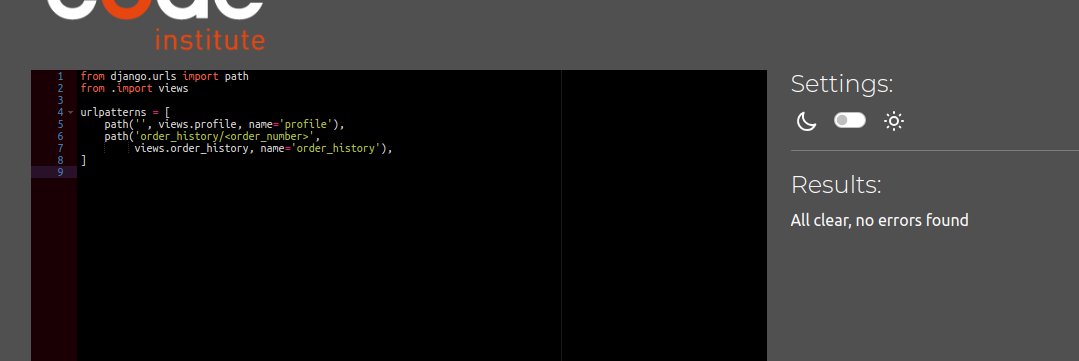 code
institute
1 from django.urls import path
2 from .import views
3
4 urlpatterns = [
5     path('', views.profile, name='profile'),
6     path('order_history/<order_number>',
7          views.order_history, name='order_history'),
8 ]
9
Settings:
Results:
All clear, no errors found